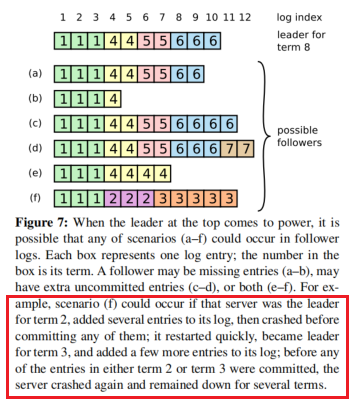 1 2 3 4 5 6 7 8 9 10 11 12 log index
1 1 1 4 4 5 5 6 6 6 leader for
term 8
(a) 1 1 1 4 4 5 5 6 6
(b) 1 1 1 4
(c) 1 1 1 4 4 5 5 6 6 6 6
possible
followers
(d) 1 1 1 4 4 5 5 6 6 6 7 7
(e) 1 1 1 4 4 4 4
(f) 1 1 1 2 2 2 3 3 3 3 3
Figure 7: When the leader at the top comes to power, it is
possible that any of scenarios (a–f) could occur in follower
logs. Each box represents one log entry; the number in the
box is its term. A follower may be missing entries (a–b), may
have extra uncommitted entries (c–d), or both (e–f). For ex-
ample, scenario (f) could occur if that server was the leader
for term 2, added several entries to its log, then crashed before
committing any of them; it restarted quickly, became leader
for term 3, and added a few more entries to its log; before any
of the entries in either term 2 or term 3 were committed, the
server crashed again and remained down for several terms.